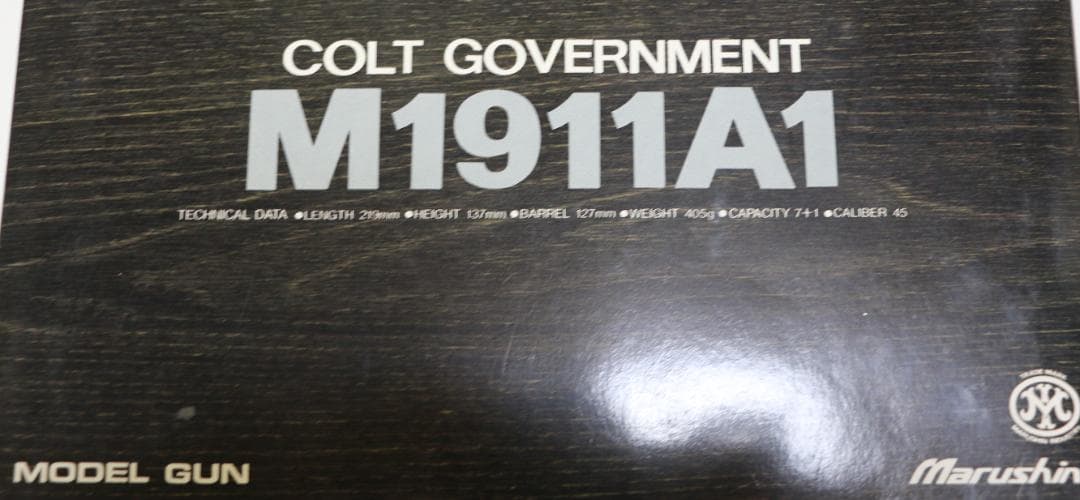 COLT GOVERNMENT
M1911A1
TECHNICAL DATA ●LENGTH 219mm ●HEIGHT 137mm ●BARREL 127mm ●WEIGHT 405g ●CAPACITY 7+1 ●CALIBER 45
MODEL GUN
Marushin